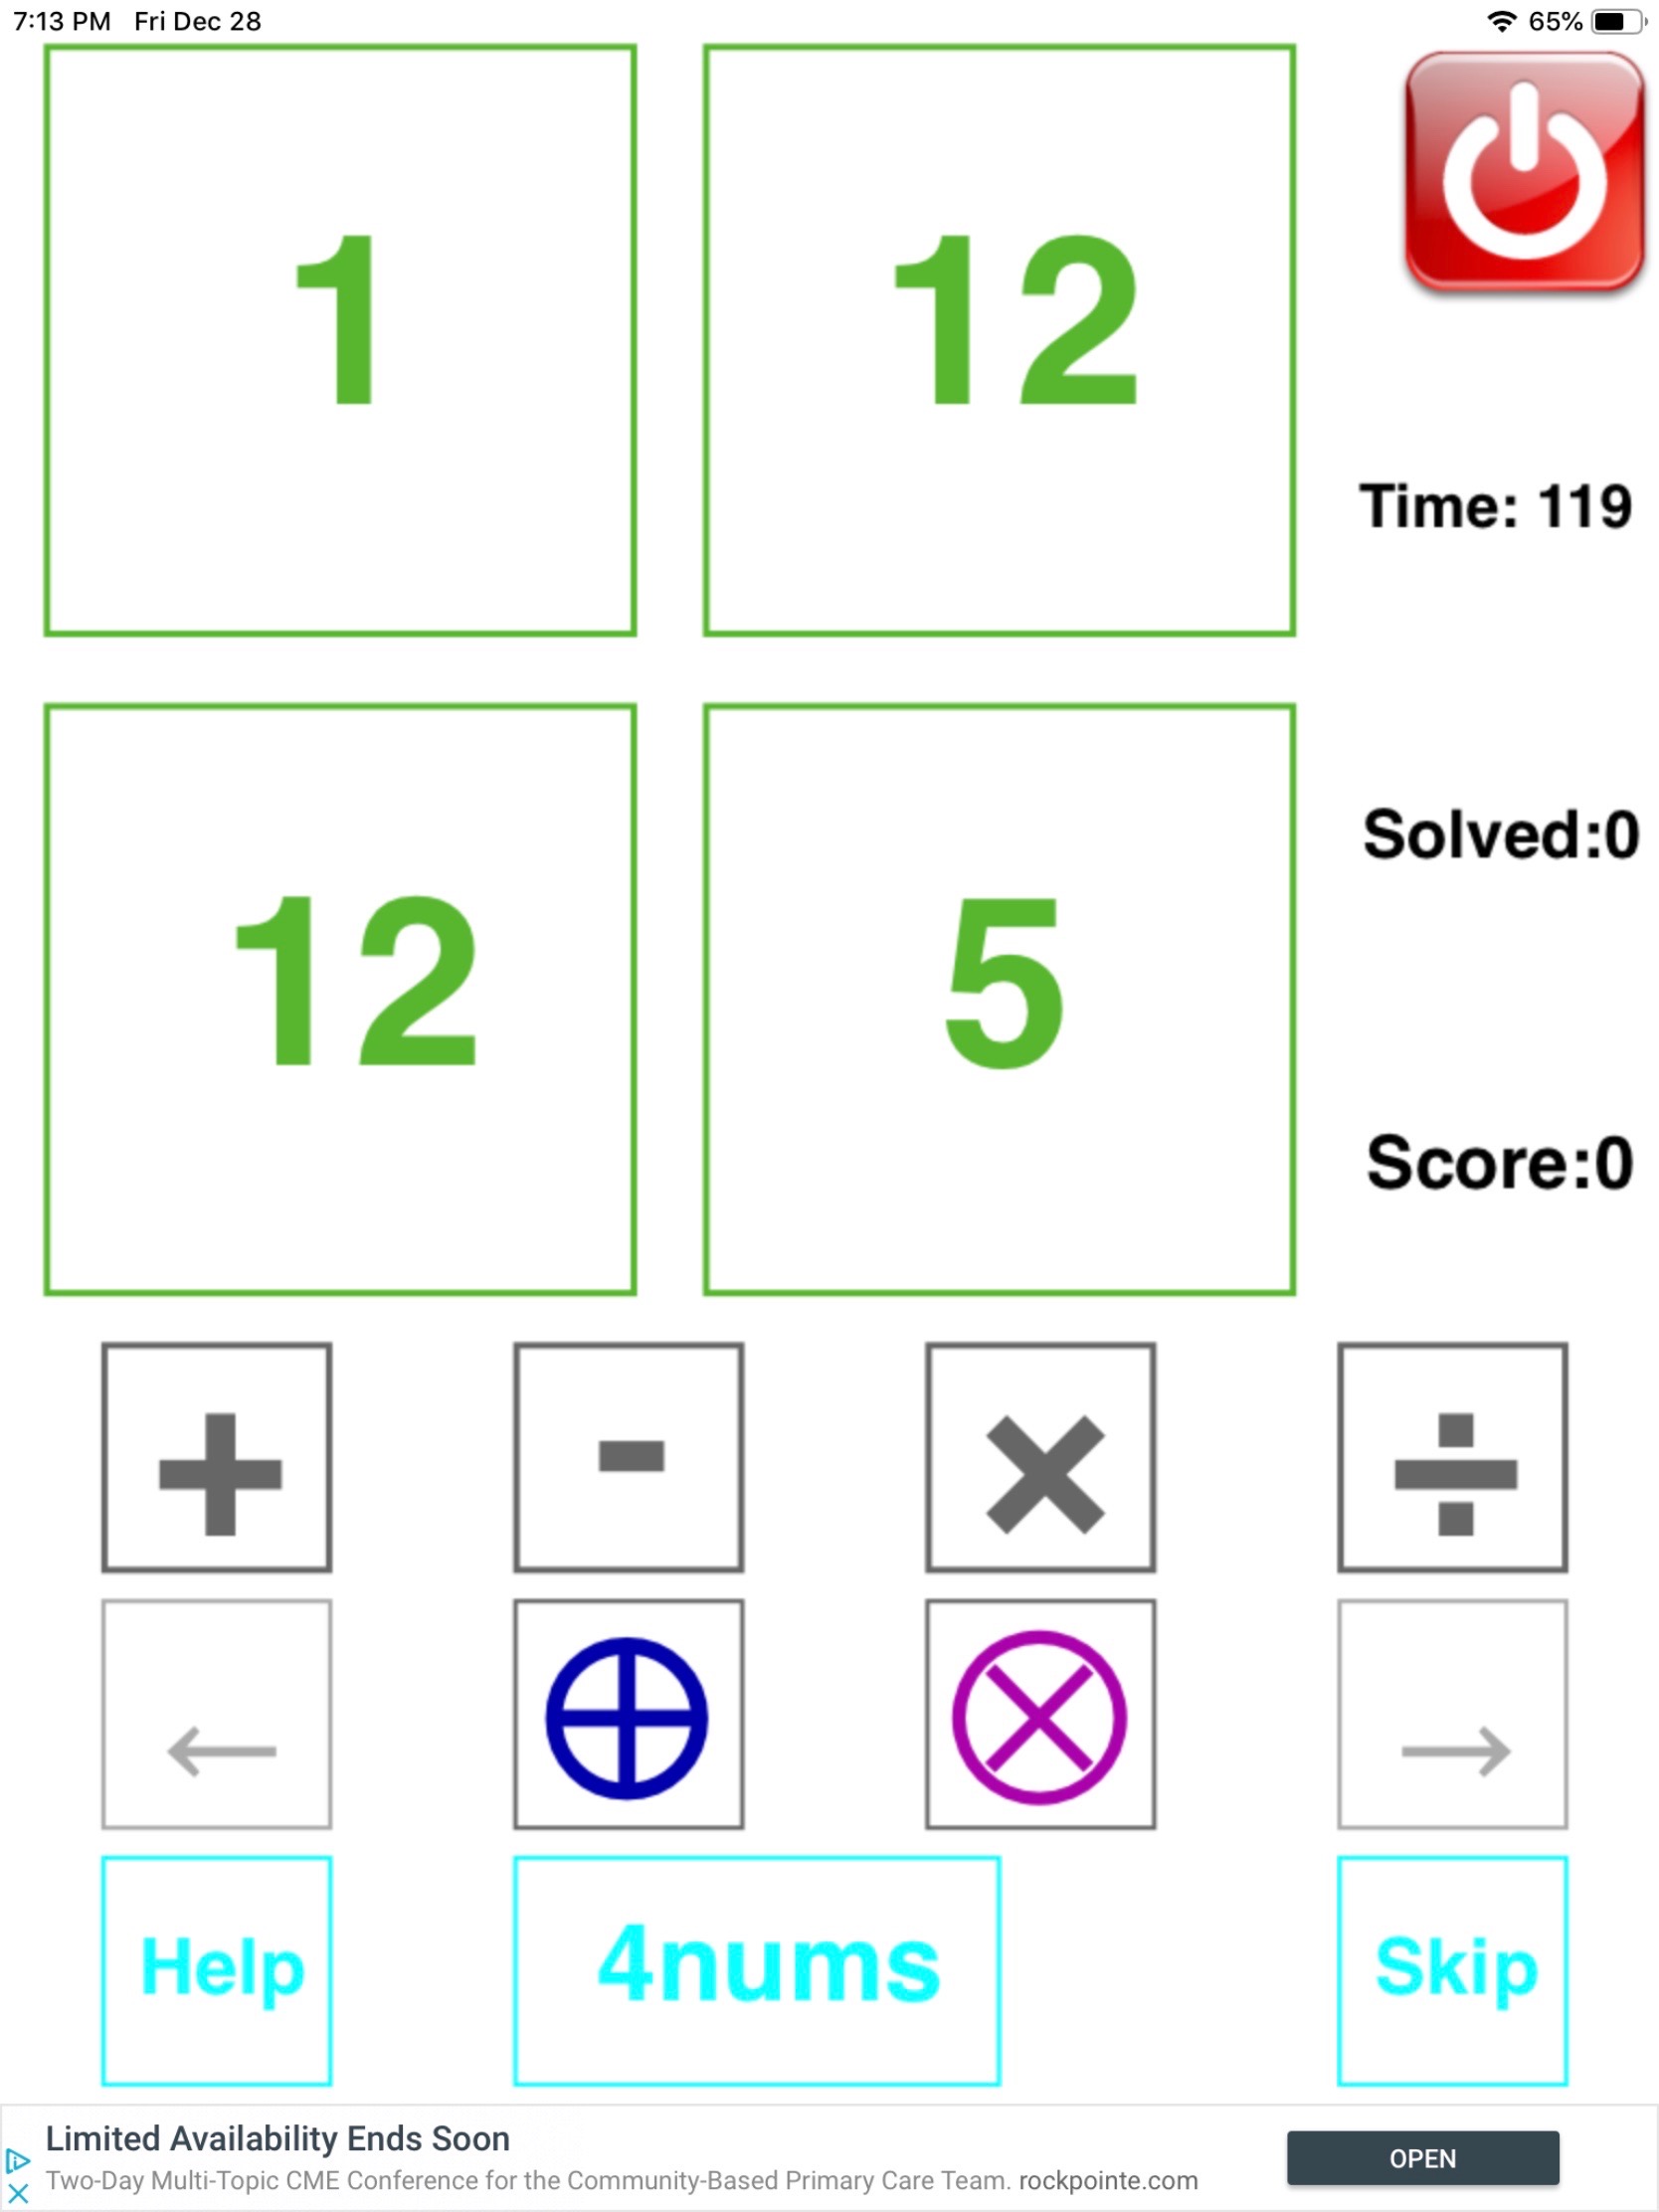 7:13 PM Fri Dec 28
65%
1
12
Time: 119
12
5
Solved:0
Score:0
+
-
×
÷
←
→
Help
4nums
Skip
Limited Availability Ends Soon
Two-Day Multi-Topic CME Conference for the Community-Based Primary Care Team. rockpointe.com
OPEN